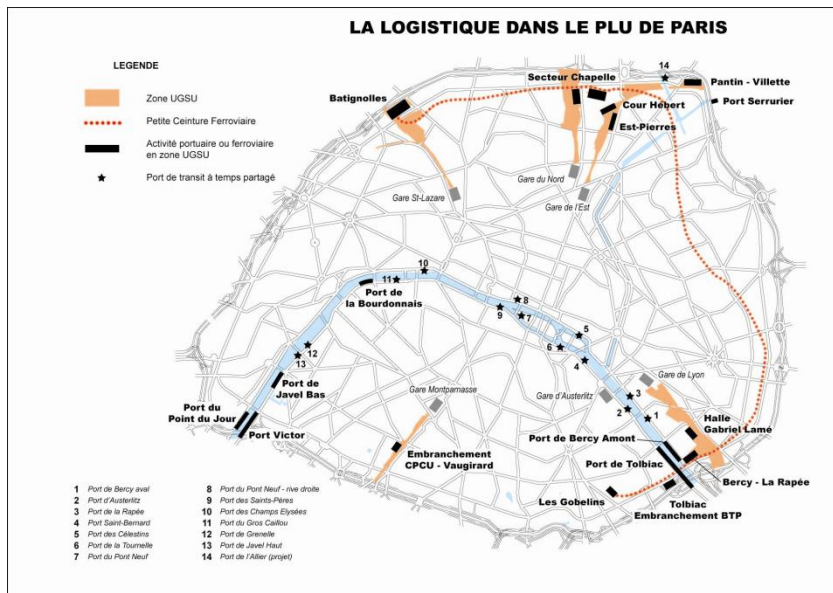 LA LOGISTIQUE DANS LE PLU DE PARIS
LEGENDE
Zone UGSU
Petite Ceinture Ferroviaire
Activité portuaire ou ferroviaire
en zone UGSU
Port de transit à temps partagé
14
Secteur Chapelle
Pantin - Villette
Batignolles
Cour Hébert
Port Serrurier
Est-Pierres
Gare du Nord
Gare St-Lazare
Gare de l'Est
10
11
Port de
la Bourdonnais
8
9
7
5
12
6
13
4
Port de
Javel Bas
Gare Montparnasse
Gare de Lyon
Gare d'Austerlitz
3
2
1
Port du
Point du Jour
Port Victor
Halle
Gabriel Lamé
Port de Bercy Amont
Embranchement
CPCU - Vaugirard
Port de Tolbiac
Bercy - La Rapée
Les Gobelins
Tolbiac
Embranchement BTP
1 Port de Bercy aval
2 Port d'Austerlitz
3 Port de la Rapée
4 Port Saint-Bernard
5 Port des Célestins
6 Port de la Tournelle
7 Port du Pont Neuf
8 Port du Pont Neuf - rive droite
9 Port des Saints-Pères
10 Port des Champs Elysées
11 Port du Gros Caillou
12 Port de Grenelle
13 Port de Javel Haut
14 Port de l'Allier (projet)